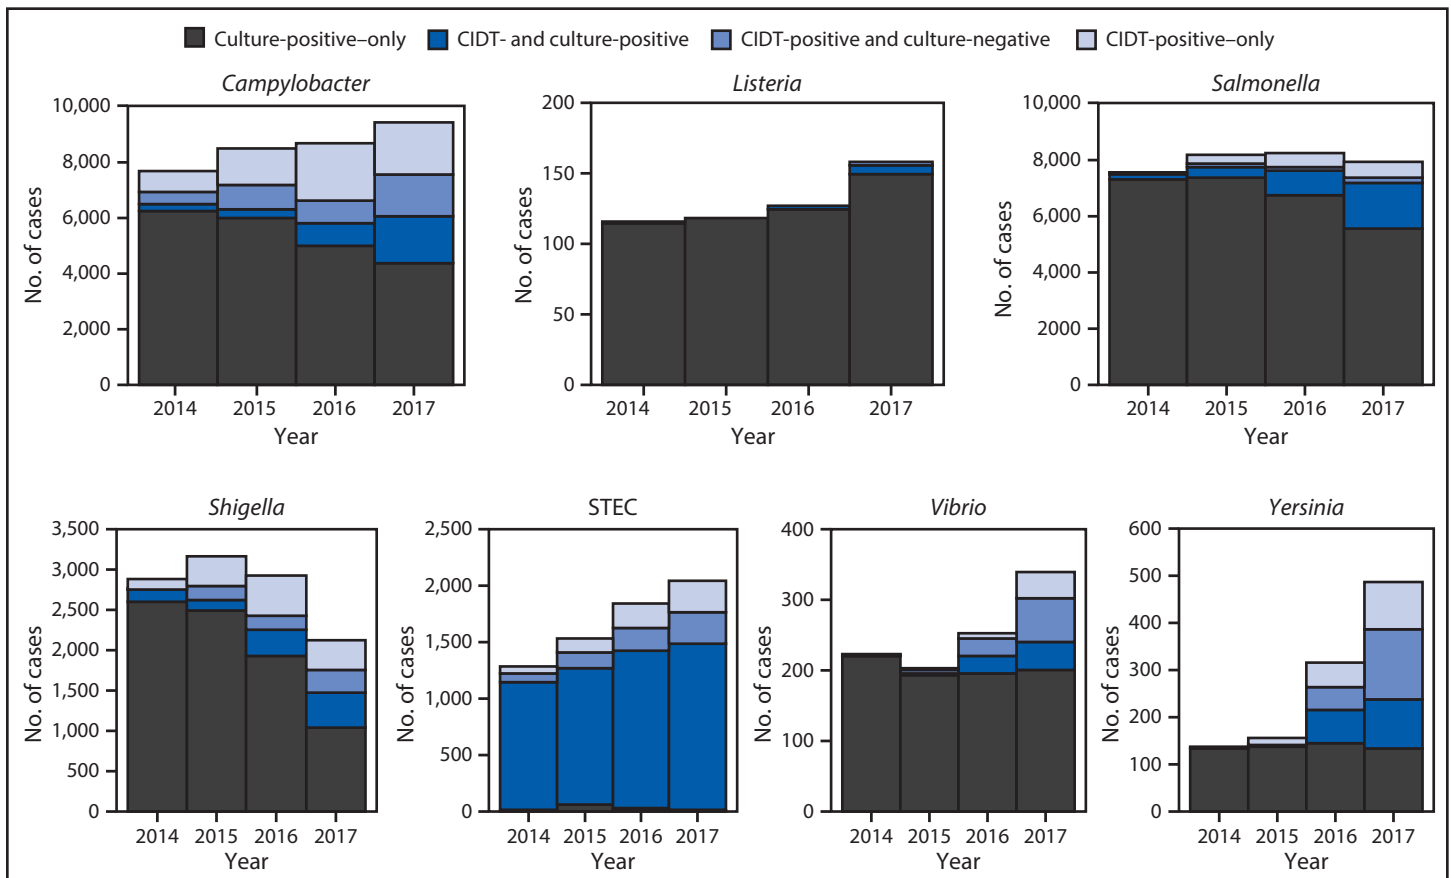 Culture-positive–only CIDT- and culture-positive CIDT-positive and culture-negative CIDT-positive–only
Campylobacter
No. of cases
10,000
8,000
6,000
4,000
2,000
0
2014 2015 2016 2017
Year
Listeria
No. of cases
200
150
100
50
0
2014 2015 2016 2017
Year
Salmonella
No. of cases
10,000
8,000
6,000
4,000
2000
0
2014 2015 2016 2017
Year
Shigella
No. of cases
3,500
3,000
2,500
2,000
1,500
1,000
500
0
2014 2015 2016 2017
Year
STEC
No. of cases
2,500
2,000
1,500
1,000
500
0
2014 2015 2016 2017
Year
Vibrio
No. of cases
400
300
200
100
0
2014 2015 2016 2017
Year
Yersinia
No. of cases
600
500
400
300
200
100
0
2014 2015 2016 2017
Year